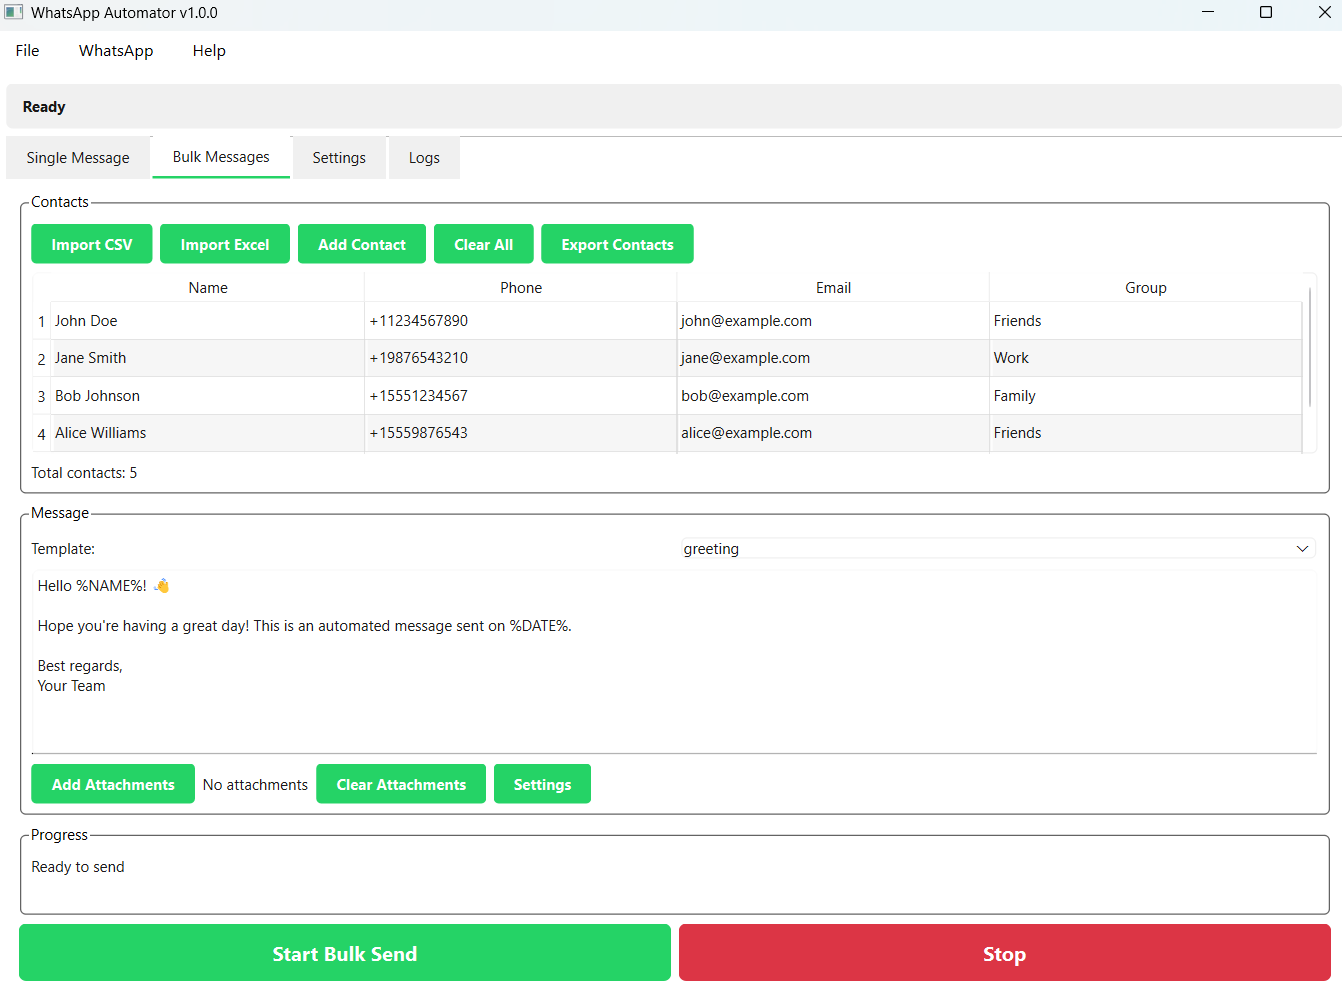 WhatsApp Automator v1.0.0
File WhatsApp Help
Ready
Single Message Bulk Messages Settings Logs
Contacts
Import CSV Import Excel Add Contact Clear All Export Contacts
Name Phone Email Group
1 John Doe +11234567890 john@example.com Friends
2 Jane Smith +19876543210 jane@example.com Work
3 Bob Johnson +15551234567 bob@example.com Family
4 Alice Williams +15559876543 alice@example.com Friends
Total contacts: 5
Message
Template: greeting
Hello %NAME%! 👋
Hope you're having a great day! This is an automated message sent on %DATE%.
Best regards,
Your Team
Add Attachments No attachments Clear Attachments Settings
Progress
Ready to send
Start Bulk Send Stop